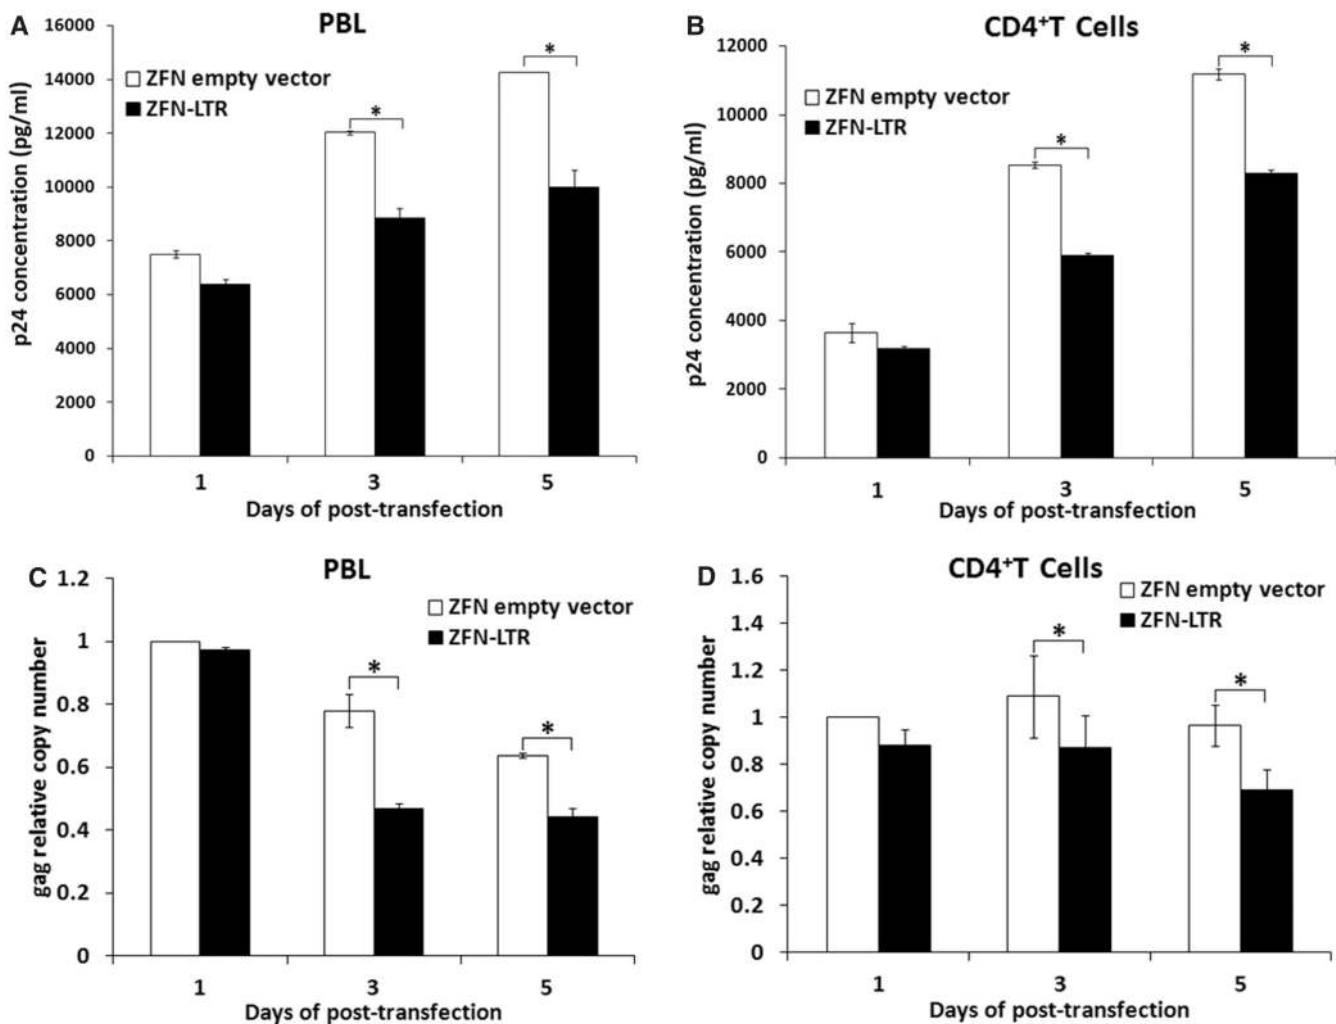 A
PBL
p24 concentration (pg/ml)
16000
14000
12000
10000
8000
6000
4000
2000
0
ZFN empty vector
ZFN-LTR
*
*
1
3
5
Days of post-transfection
B
CD4⁺T Cells
p24 concentration (pg/ml)
12000
10000
8000
6000
4000
2000
0
ZFN empty vector
ZFN-LTR
*
*
1
3
5
Days of post-transfection
C
PBL
gag relative copy number
1.2
1
0.8
0.6
0.4
0.2
0
ZFN empty vector
ZFN-LTR
*
*
1
3
5
Days of post-transfection
D
CD4⁺T Cells
gag relative copy number
1.6
1.4
1.2
1
0.8
0.6
0.4
0.2
0
ZFN empty vector
ZFN-LTR
*
*
1
3
5
Days of post-transfection